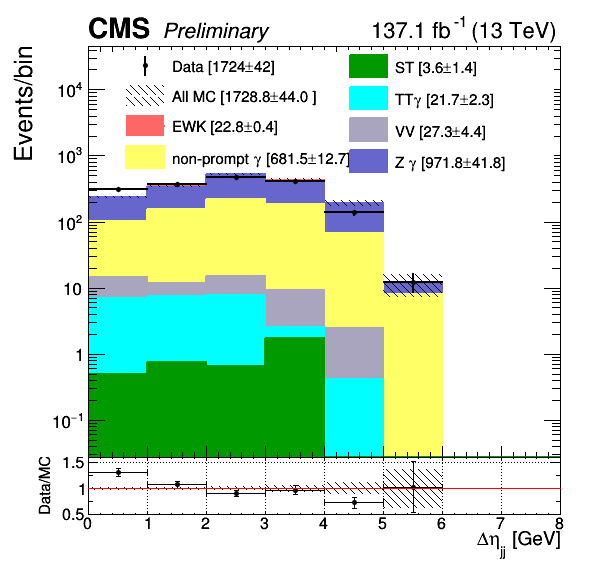 CMS Preliminary 137.1 fb⁻¹ (13 TeV)
Events/bin
Data [1724±42]
All MC [1728.8±44.0 ]
EWK [22.8±0.4]
non-prompt γ [681.5±12.7]
ST [3.6±1.4]
TTγ [21.7±2.3]
VV [27.3±4.4]
Z γ [971.8±41.8]
10⁴
10³
10²
10
1
10⁻¹
Data/MC
1.5
1
0.5
0 1 2 3 4 5 6 7 8
Δη_jj [GeV]